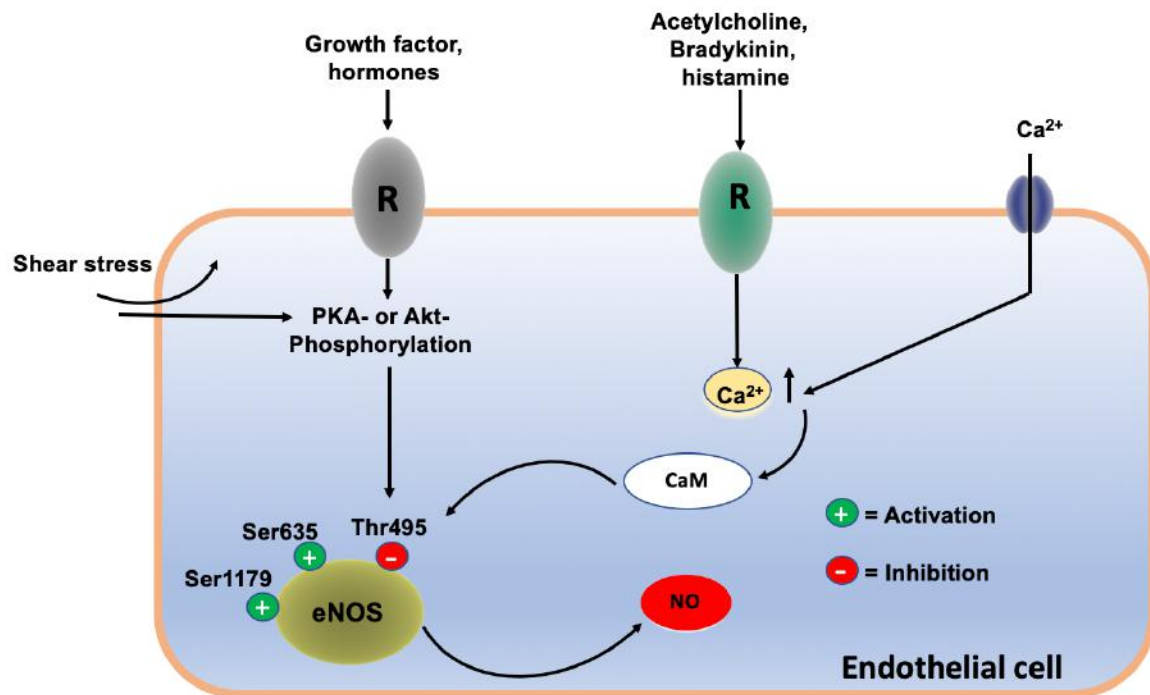 Growth factor,
hormones
Acetylcholine,
Bradykinin,
histamine
Ca²⁺
R
R
Shear stress
PKA- or Akt-
Phosphorylation
Ca²⁺
CaM
Ser635
Thr495
Ser1179
+
+
-
eNOS
NO
+ = Activation
- = Inhibition
Endothelial cell